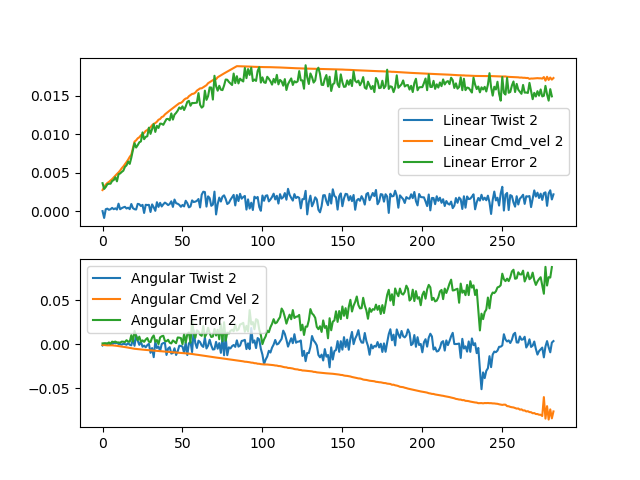 0.015
0.010
0.005
0.000
Linear Twist 2
Linear Cmd_vel 2
Linear Error 2
0 50 100 150 200 250
0.05
0.00
−0.05
Angular Twist 2
Angular Cmd Vel 2
Angular Error 2
0 50 100 150 200 250